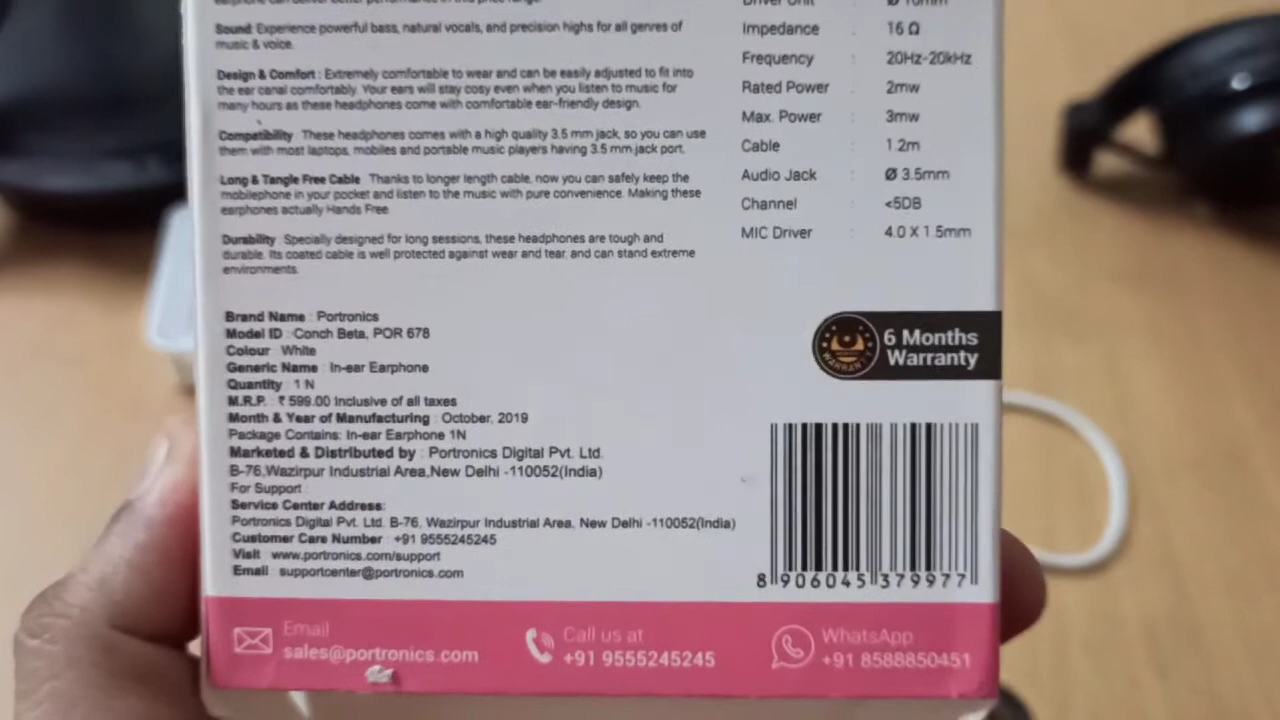 earphone can deliver better performance in this price range.
Sound: Experience powerful bass, natural vocals, and precision highs for all genres of
music & voice.
Design & Comfort : Extremely comfortable to wear and can be easily adjusted to fit into
the ear canal comfortably. Your ears will stay cosy even when you listen to music for
many hours as these headphones come with comfortable ear-friendly design.
Compatibility These headphones comes with a high quality 3.5 mm jack, so you can use
them with most laptops, mobiles and portable music players having 3.5 mm jack port.
Long & Tangle Free Cable Thanks to longer length cable, now you can safely keep the
mobilephone in your pocket and listen to the music with pure convenience. Making these
earphones actually Hands Free
Durability Specially designed for long sessions, these headphones are tough and
durable. Its coated cable is well protected against wear and tear, and can stand extreme
environments.
Driver Unit Ø 10mm
Impedance : 16 Ω
Frequency : 20Hz-20kHz
Rated Power : 2mw
Max. Power : 3mw
Cable : 1.2m
Audio Jack : Ø 3.5mm
Channel : <5DB
MIC Driver : 4.0 X 1.5mm
Brand Name : Portronics
Model ID : Conch Beta, POR 678
Colour : White
Generic Name : In-ear Earphone
Quantity : 1 N
M.R.P. : ₹ 599.00 Inclusive of all taxes
Month & Year of Manufacturing : October, 2019
Package Contains: In-ear Earphone 1N
Marketed & Distributed by : Portronics Digital Pvt. Ltd.
B-76,Wazirpur Industrial Area,New Delhi -110052(India)
For Support :
Service Center Address:
Portronics Digital Pvt. Ltd. B-76, Wazirpur Industrial Area, New Delhi -110052(India)
Customer Care Number : +91 9555245245
Visit : www.portronics.com/support
Email : supportcenter@portronics.com
WARRANTY
6 Months
Warranty
8 906045 379977
Email
sales@portronics.com
Call us at
+91 9555245245
WhatsApp
+91 8588850451